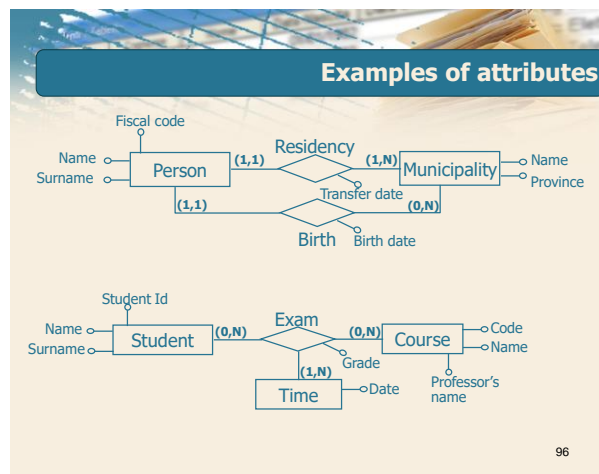 Examples of attributes
Fiscal code
Residency
Name
(1,1)
(1,N)
Name
Person
Municipality
Surname
Province
Transfer date
(1,1)
(0,N)
Birth
Birth date
Student Id
Exam
Name
(0,N)
(0,N)
Code
Student
Course
Surname
Name
Grade
(1,N)
Professor's
name
Time
Date
96